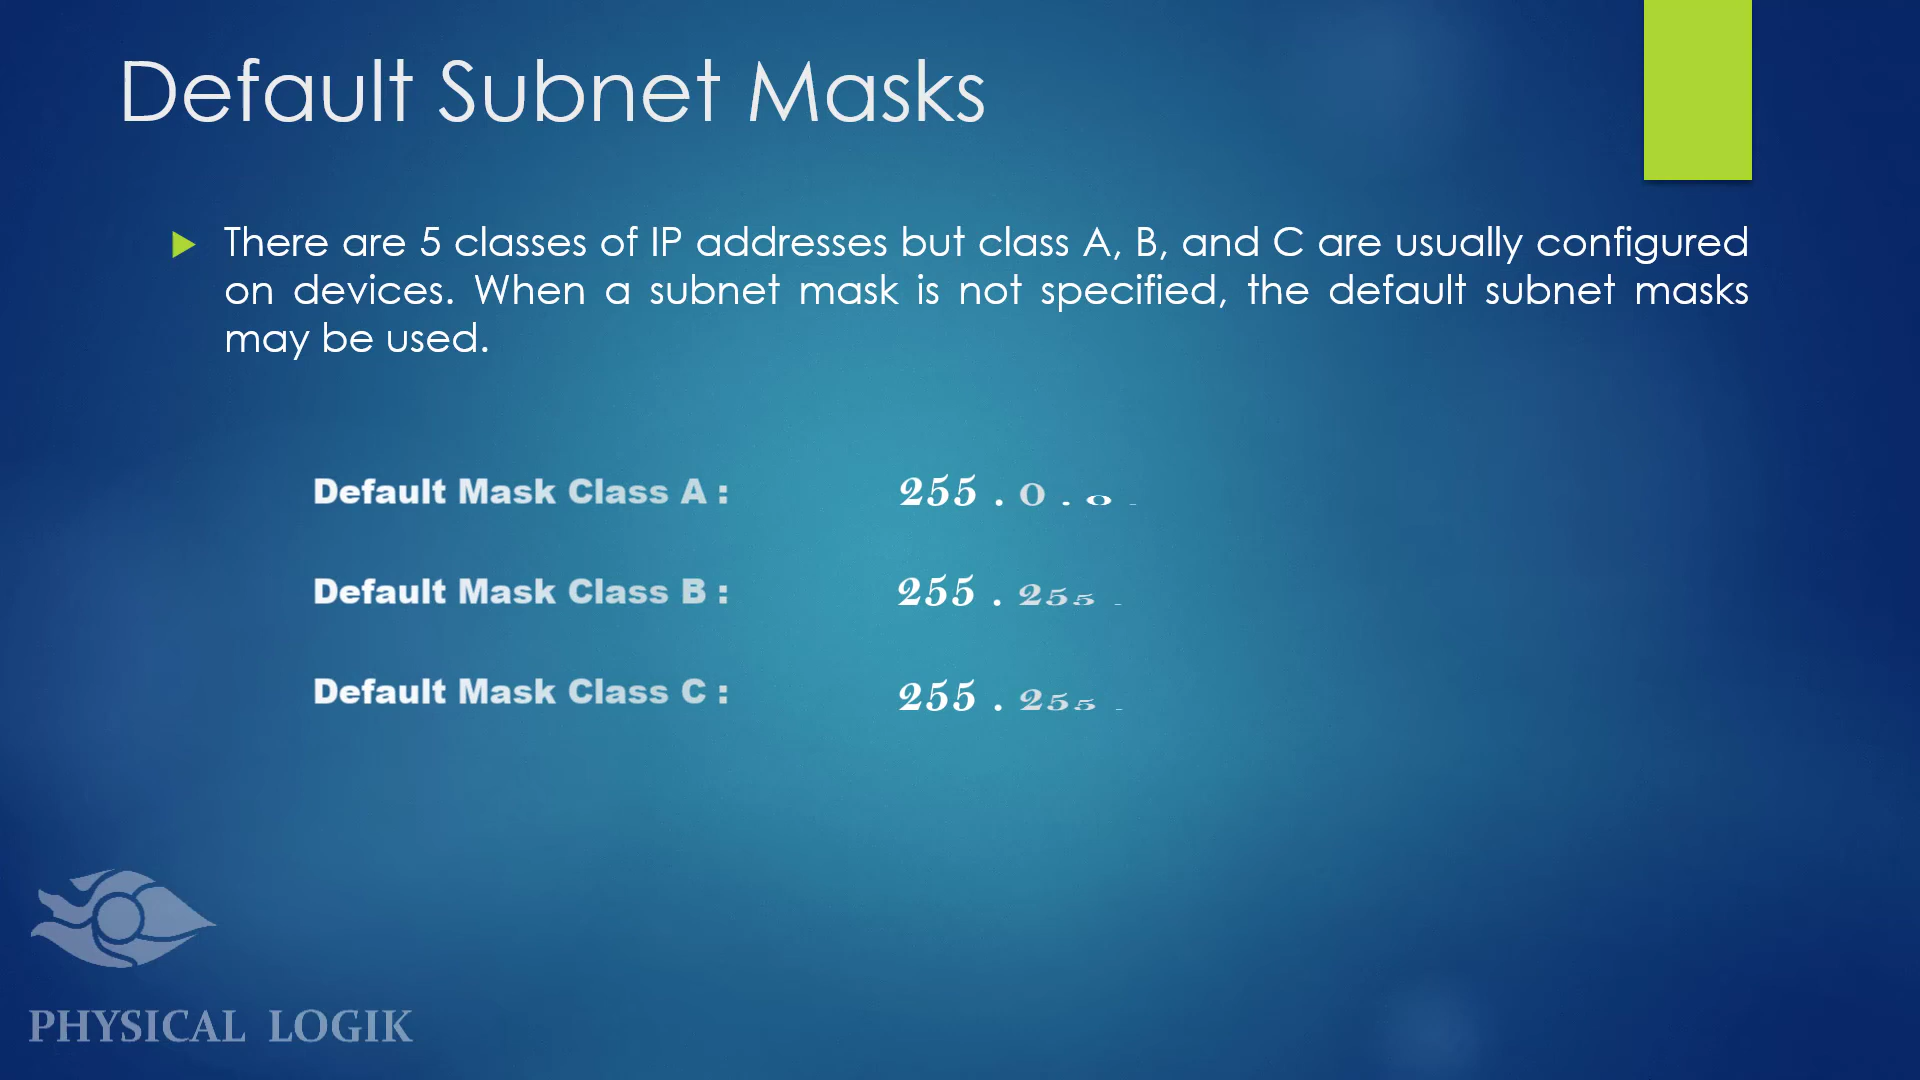 Default Subnet Masks
There are 5 classes of IP addresses but class A, B, and C are usually configured
on devices. When a subnet mask is not specified, the default subnet masks
may be used.
Default Mask Class A : 255 . 0 . 0 .
Default Mask Class B : 255 . 255 .
Default Mask Class C : 255 . 255 .
PHYSICAL LOGIK